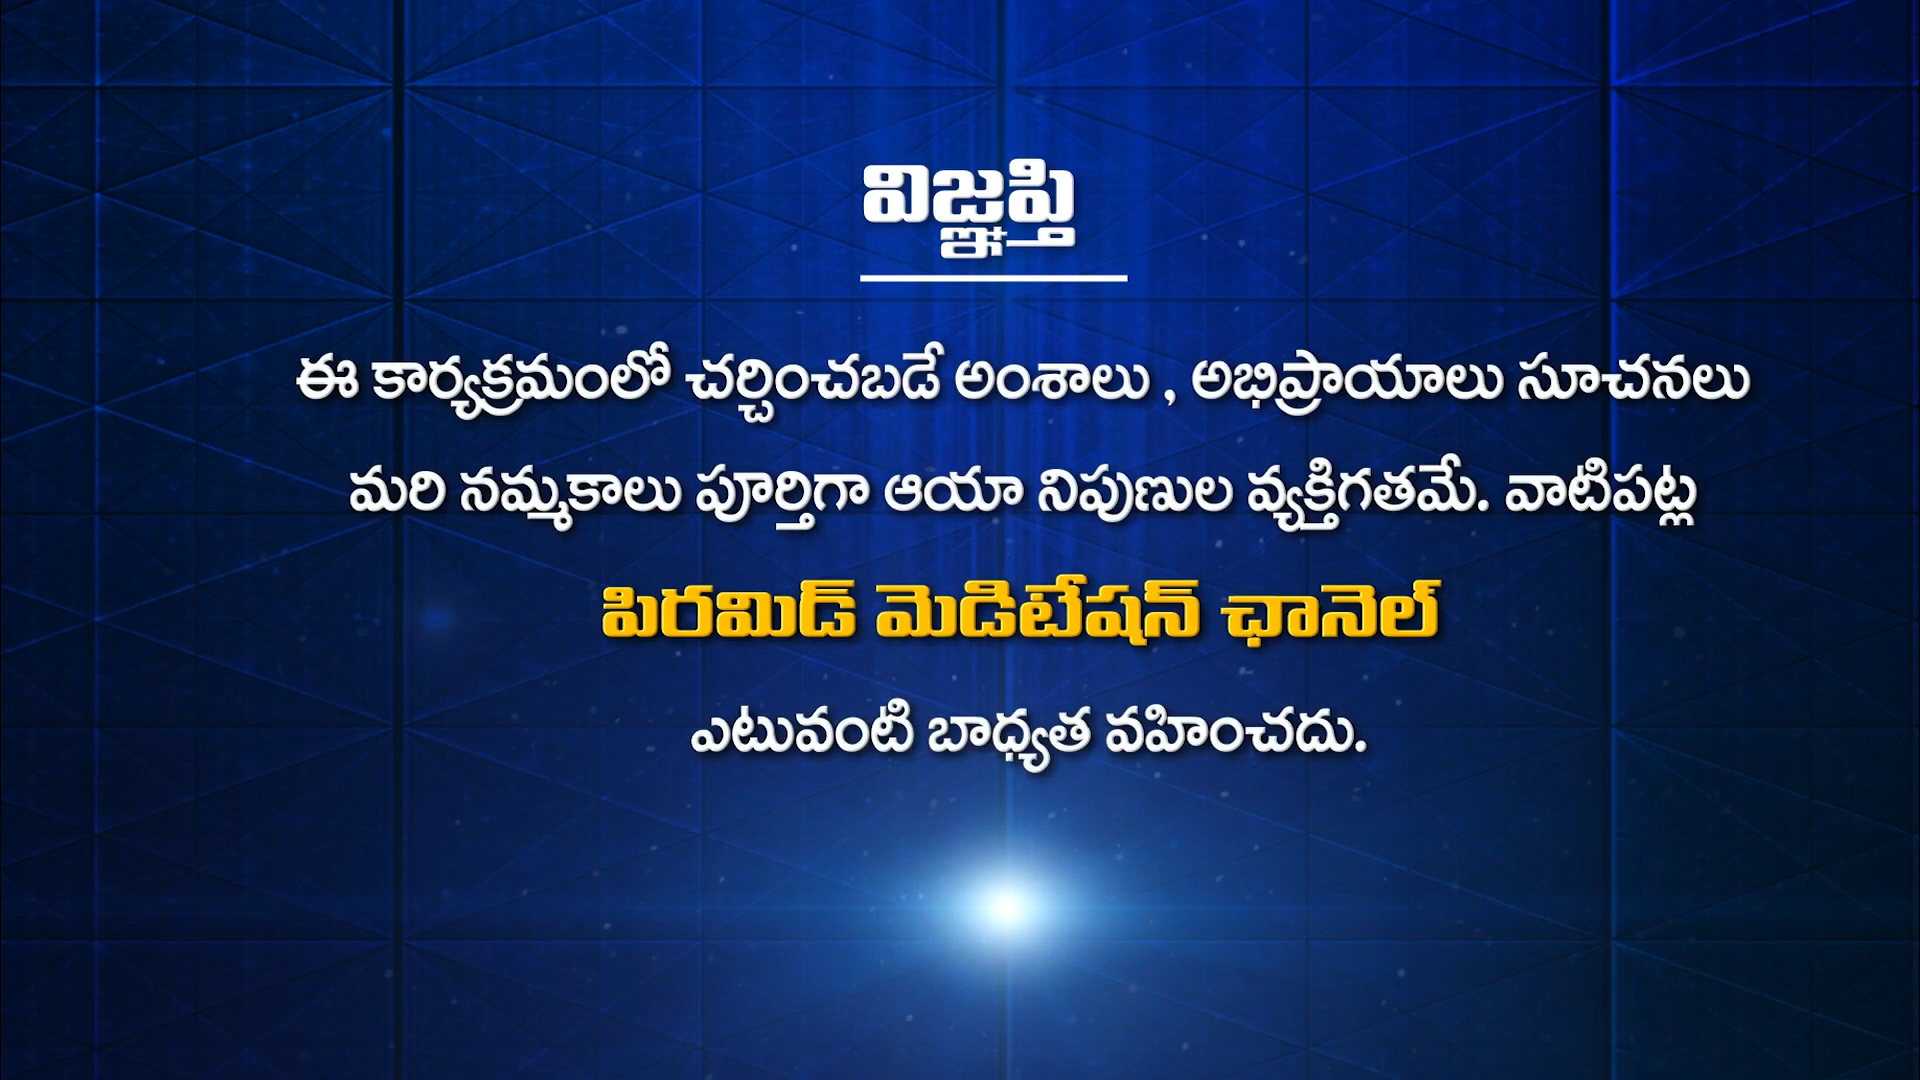 విజ్ఞప్తి
ఈ కార్యక్రమంలో చర్చించబడే అంశాలు , అభిప్రాయాలు సూచనలు
మరి నమ్మకాలు పూర్తిగా ఆయా నిపుణుల వ్యక్తిగతమే. వాటిపట్ల
పిరమిడ్ మెడిటేషన్ ఛానెల్
ఎటువంటి బాధ్యత వహించదు.